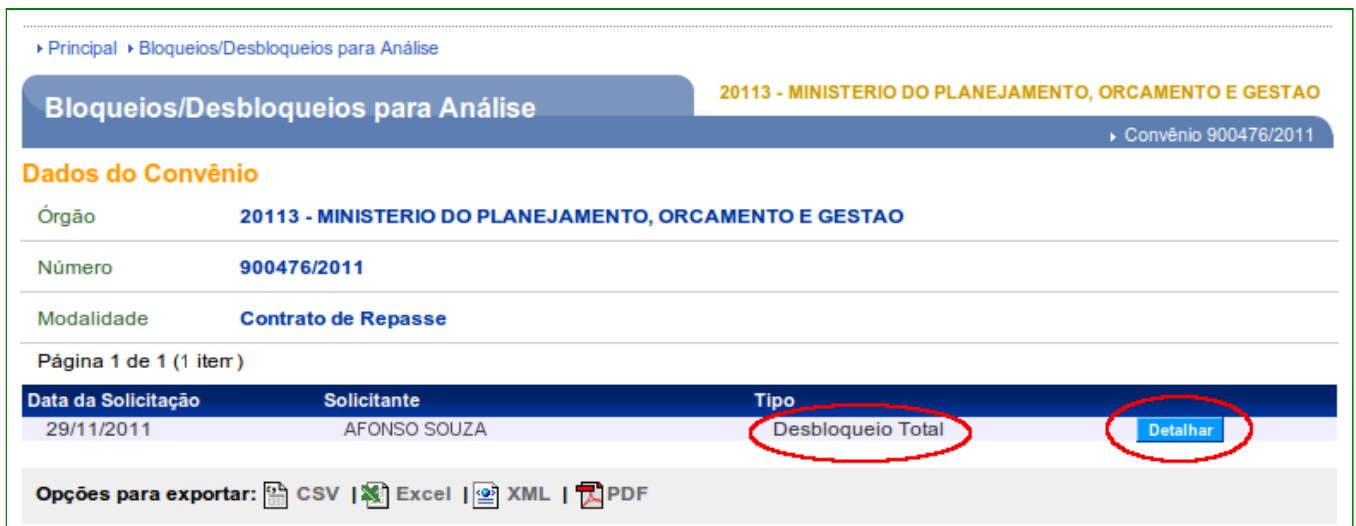 Principal Bloqueios/Desbloqueios para Análise
Bloqueios/Desbloqueios para Análise
20113 - MINISTERIO DO PLANEJAMENTO, ORCAMENTO E GESTAO
Convênio 900476/2011
Dados do Convênio
Órgão 20113 - MINISTERIO DO PLANEJAMENTO, ORCAMENTO E GESTAO
Número 900476/2011
Modalidade Contrato de Repasse
Página 1 de 1 (1 item)
Data da Solicitação Solicitante Tipo
29/11/2011 AFONSO SOUZA Desbloqueio Total Detalhar
Opções para exportar: CSV | Excel | XML | PDF